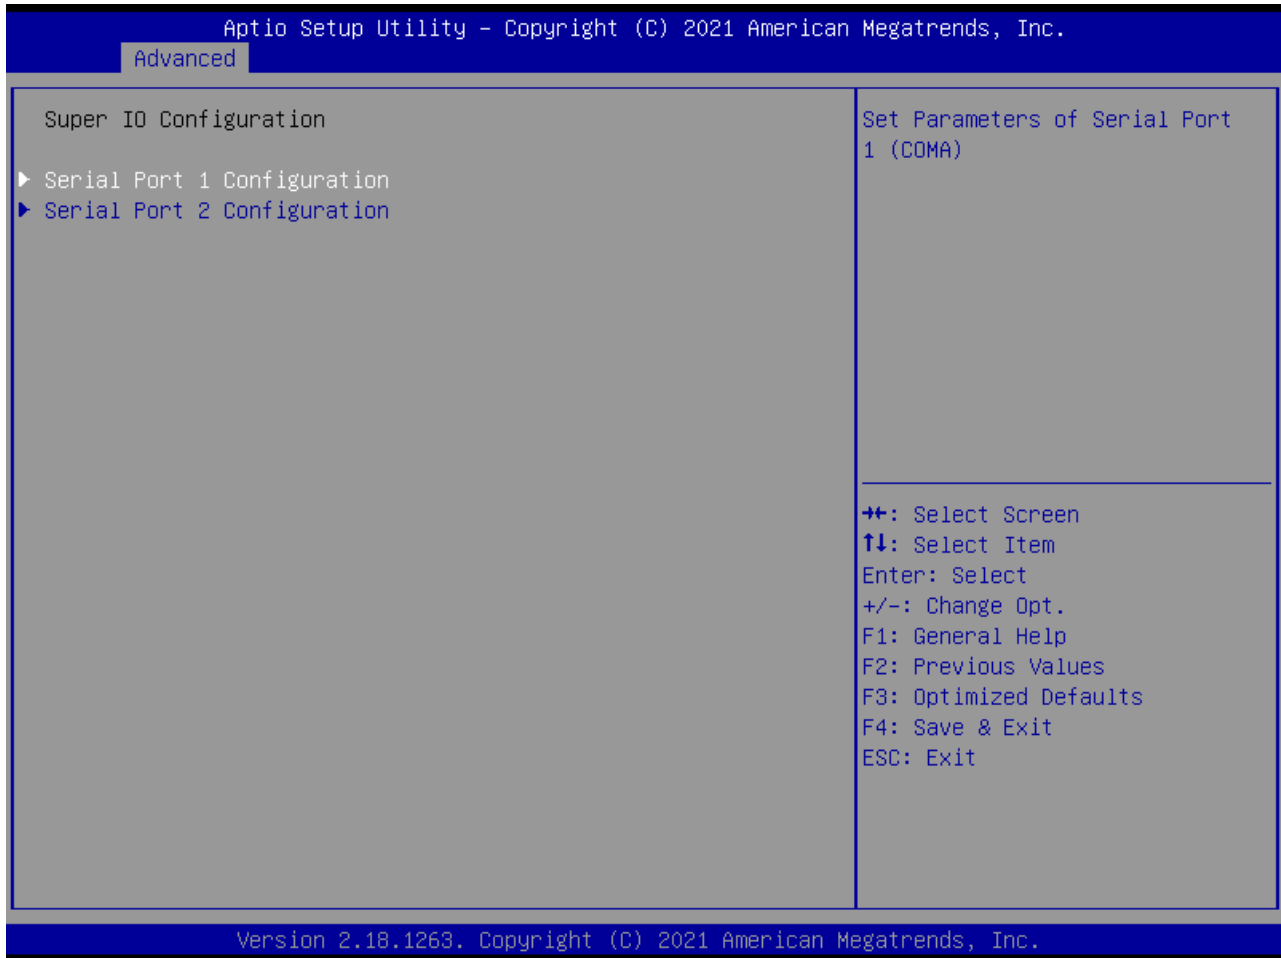 Aptio Setup Utility – Copyright (C) 2021 American Megatrends, Inc.
Advanced
Super IO Configuration
▶ Serial Port 1 Configuration
▶ Serial Port 2 Configuration
Set Parameters of Serial Port
1 (COMA)
→←: Select Screen
↑↓: Select Item
Enter: Select
+/-: Change Opt.
F1: General Help
F2: Previous Values
F3: Optimized Defaults
F4: Save & Exit
ESC: Exit
Version 2.18.1263. Copyright (C) 2021 American Megatrends, Inc.